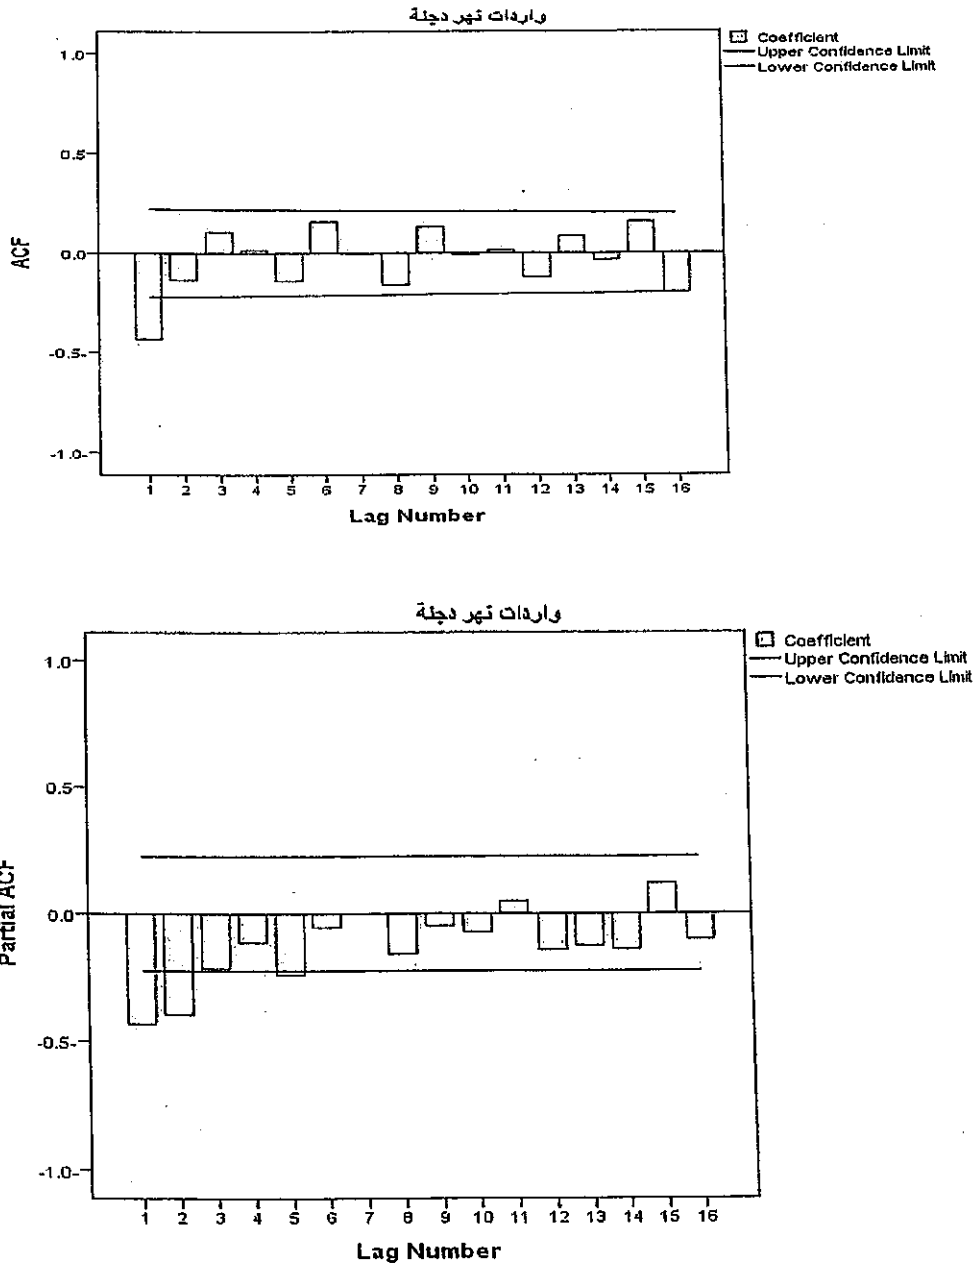 واردات نهر دجلة
Coefficient
Upper Confidence Limit
Lower Confidence Limit
1.0
0.5
0.0
-0.5-
-1.0-
ACF
1 2 3 4 5 6 7 8 9 10 11 12 13 14 15 16
Lag Number
واردات نهر دجلة
Coefficient
Upper Confidence Limit
Lower Confidence Limit
1.0
0.5
0.0
-0.5-
-1.0-
Partial ACF
1 2 3 4 5 6 7 8 9 10 11 12 13 14 15 16
Lag Number